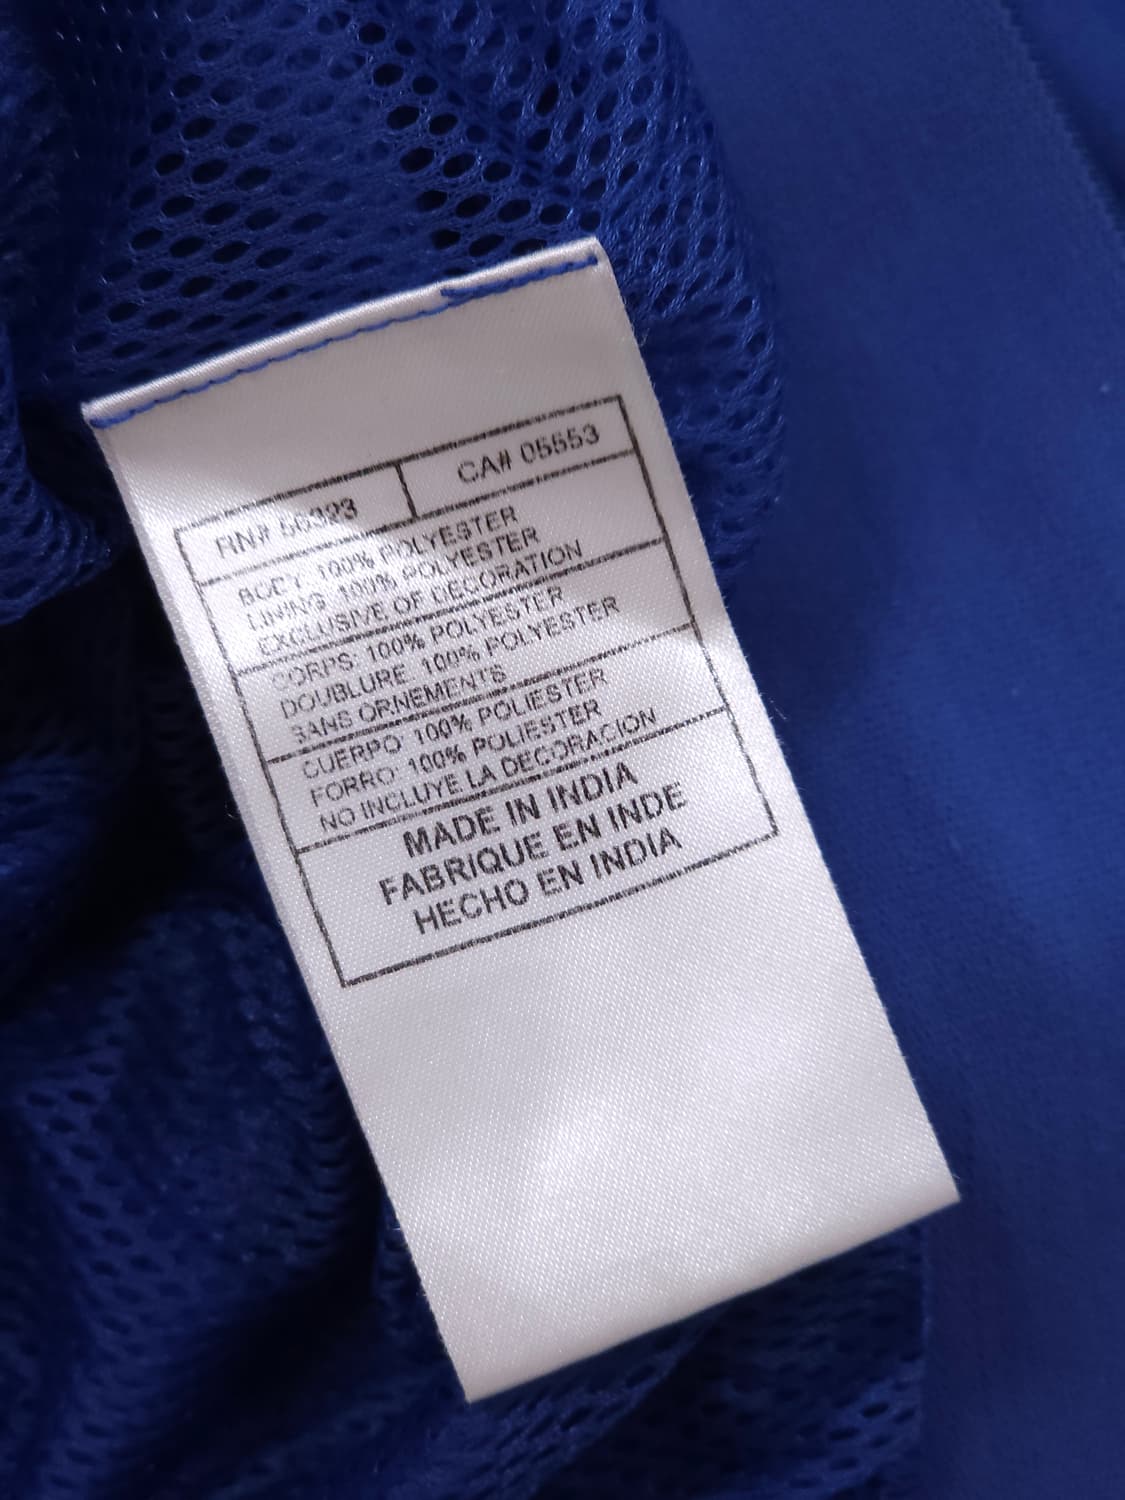 RN# 56323 CA# 05553
BODY: 100% POLYESTER
LINING: 100% POLYESTER
EXCLUSIVE OF DECORATION
CORPS: 100% POLYESTER
DOUBLURE: 100% POLYESTER
SANS ORNEMENTS
CUERPO: 100% POLIESTER
FORRO: 100% POLIESTER
NO INCLUYE LA DECORACION
MADE IN INDIA
FABRIQUE EN INDE
HECHO EN INDIA